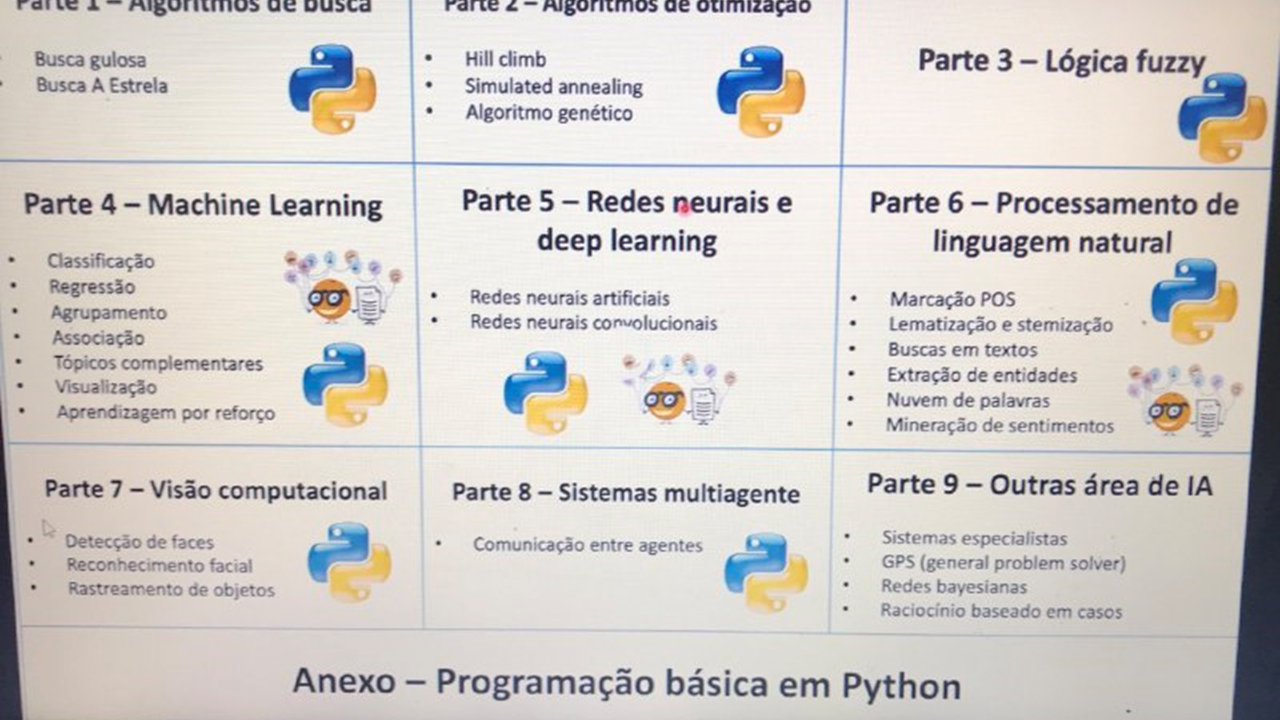 Parte 1 – Algoritmos de busca
Busca gulosa
Busca A Estrela
Parte 2 – Algoritmos de otimização
Hill climb
Simulated annealing
Algoritmo genético
Parte 3 – Lógica fuzzy
Parte 4 – Machine Learning
Classificação
Regressão
Agrupamento
Associação
Tópicos complementares
Visualização
Aprendizagem por reforço
Parte 5 – Redes neurais e
deep learning
Redes neurais artificiais
Redes neurais convolucionais
Parte 6 – Processamento de
linguagem natural
Marcação POS
Lematização e stemização
Buscas em textos
Extração de entidades
Nuvem de palavras
Mineração de sentimentos
Parte 7 – Visão computacional
Detecção de faces
Reconhecimento facial
Rastreamento de objetos
Parte 8 – Sistemas multiagente
Comunicação entre agentes
Parte 9 – Outras área de IA
Sistemas especialistas
GPS (general problem solver)
Redes bayesianas
Raciocínio baseado em casos
Anexo – Programação básica em Python